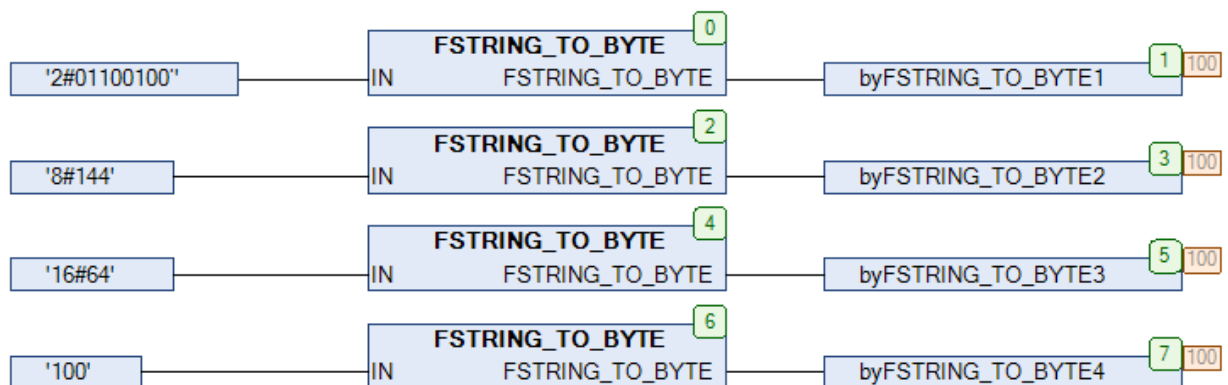 FSTRING_TO_BYTE 0
'2#01100100'' IN FSTRING_TO_BYTE byFSTRING_TO_BYTE1 1 100
FSTRING_TO_BYTE 2
'8#144' IN FSTRING_TO_BYTE byFSTRING_TO_BYTE2 3 100
FSTRING_TO_BYTE 4
'16#64' IN FSTRING_TO_BYTE byFSTRING_TO_BYTE3 5 100
FSTRING_TO_BYTE 6
'100' IN FSTRING_TO_BYTE byFSTRING_TO_BYTE4 7 100